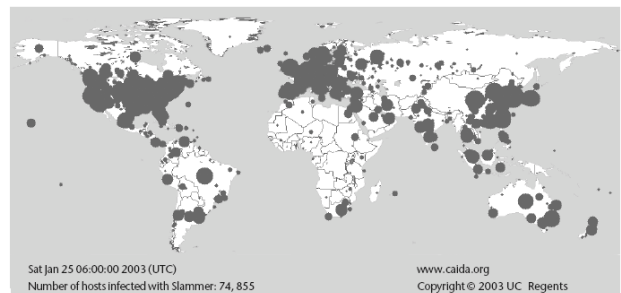 Sat Jan 25 06:00:00 2003 (UTC)
Number of hosts infected with Slammer: 74, 855
www.caida.org
Copyright © 2003 UC Regents